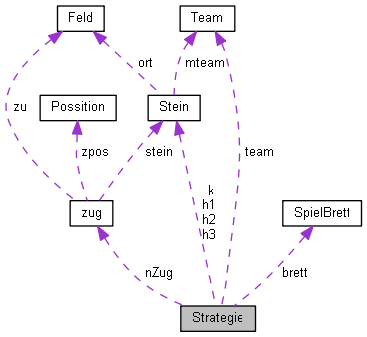 Feld
Team
ort
mteam
zu
Possition
Stein
zpos
stein
team
k
h1
h2
h3
zug
SpielBrett
nZug
brett
Strategie